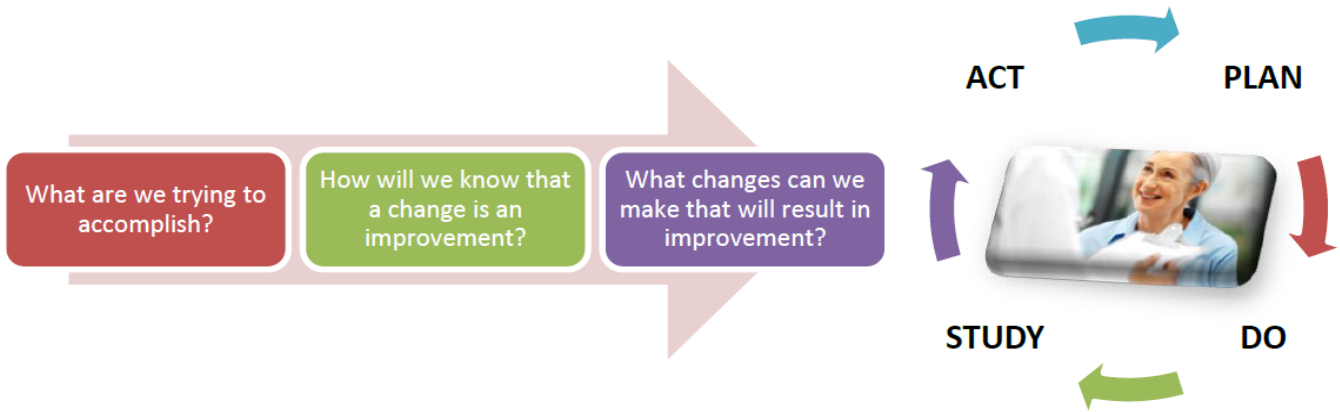 What are we trying to
accomplish?
How will we know that
a change is an
improvement?
What changes can we
make that will result in
improvement?
ACT
PLAN
STUDY
DO